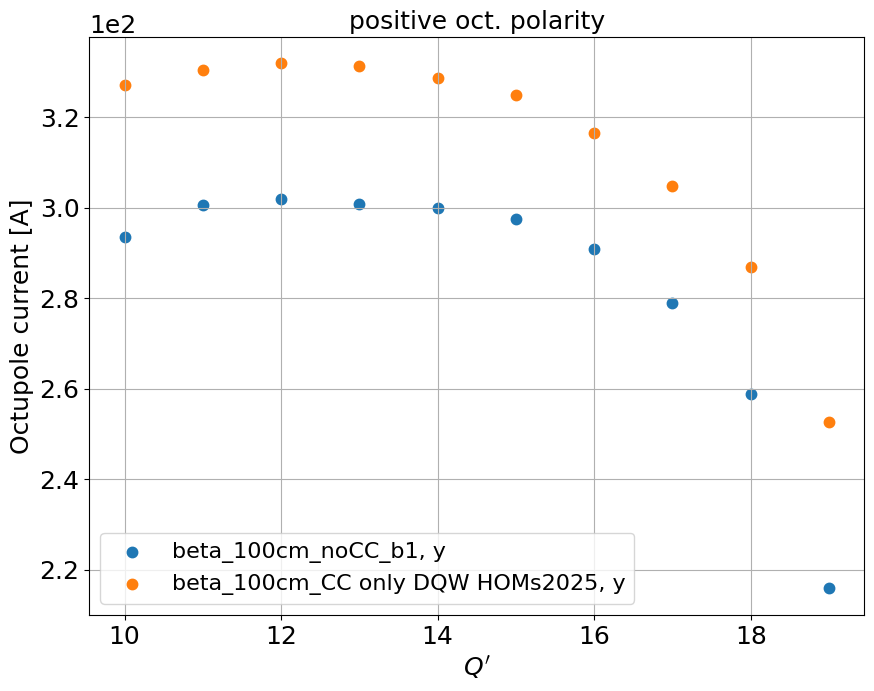 positive oct. polarity
1e2
Octupole current [A]
3.2
3.0
2.8
2.6
2.4
2.2
beta_100cm_noCC_b1, y
beta_100cm_CC only DQW HOMs2025, y
10 12 14 16 18
Q′